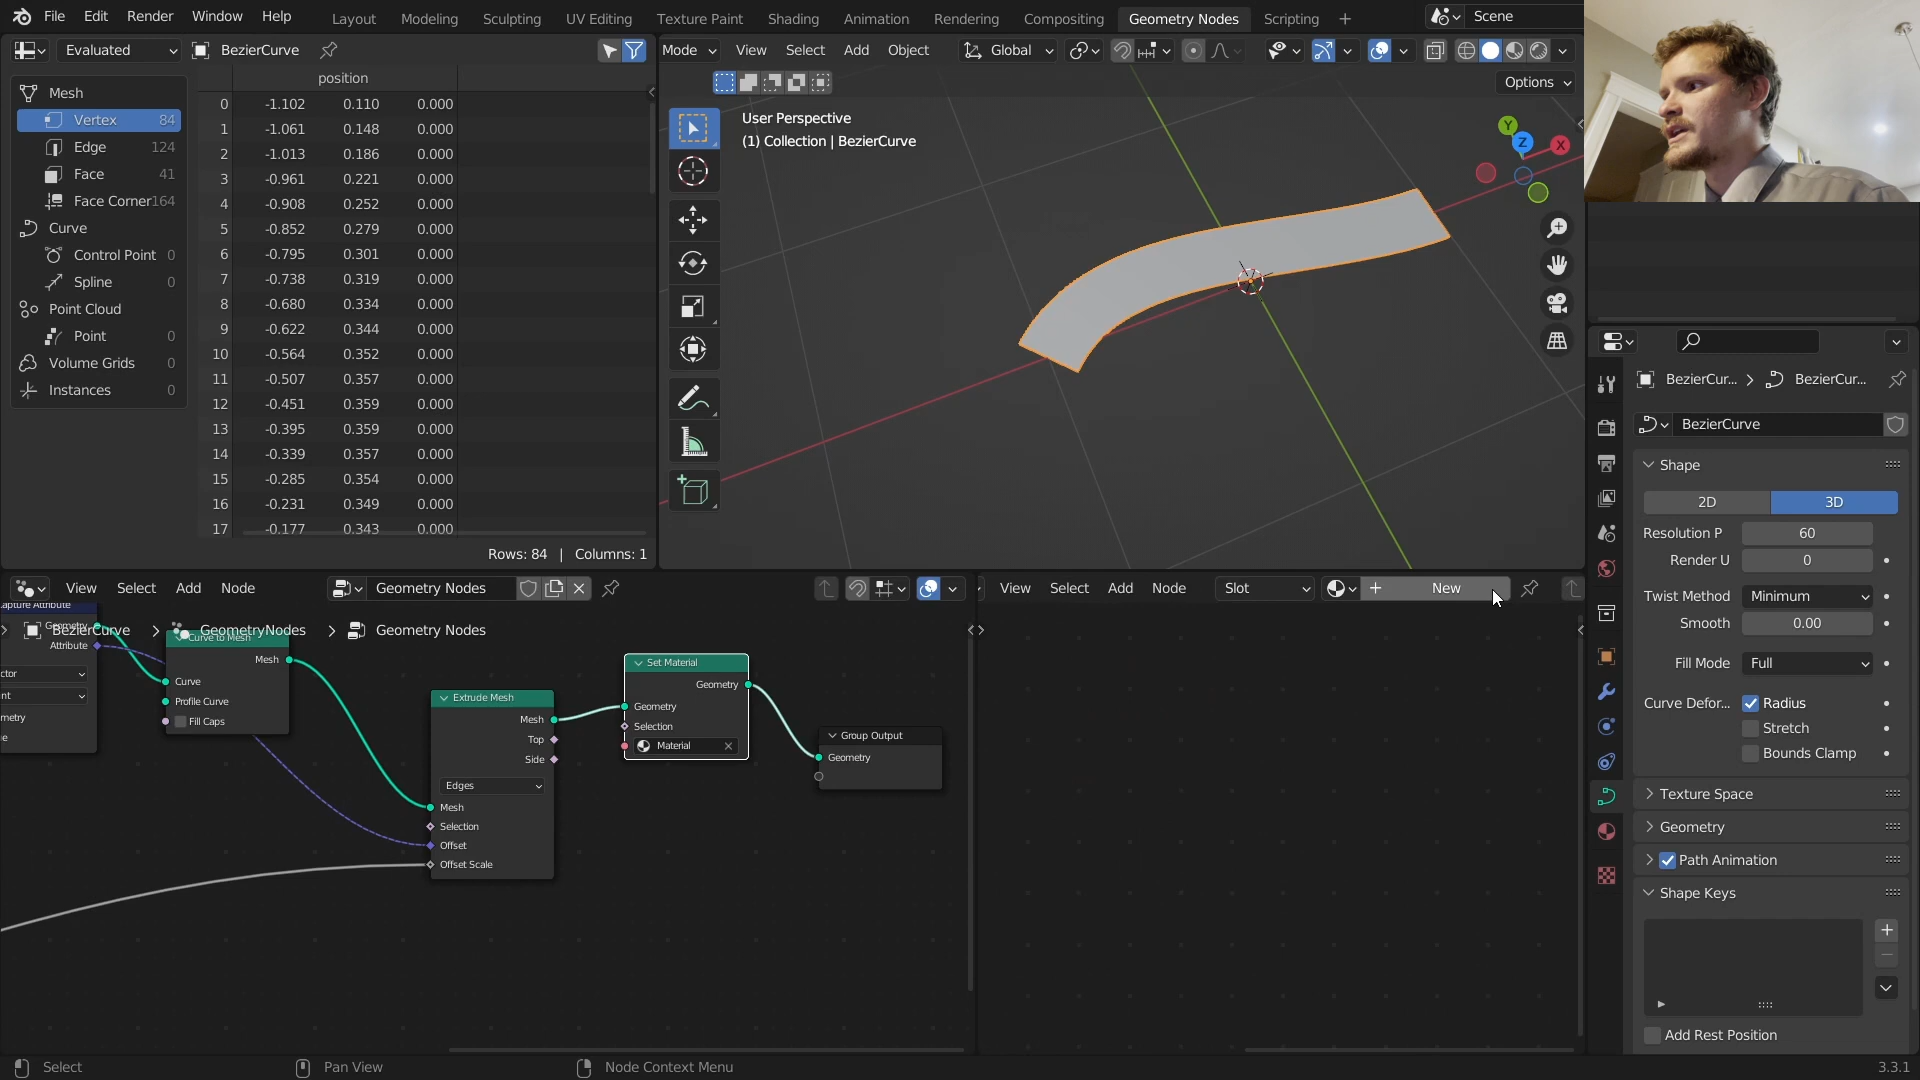 File Edit Render Window Help
Layout Modeling Sculpting UV Editing Texture Paint Shading Animation Rendering Compositing Geometry Nodes Scripting
Scene
Evaluated BezierCurve
position
Mesh
Vertex 84
Edge 124
Face 41
Face Corner 164
Curve
Control Point 0
Spline 0
Point Cloud
Point 0
Volume Grids 0
Instances 0
0 -1.102 0.110 0.000
1 -1.061 0.148 0.000
2 -1.013 0.186 0.000
3 -0.961 0.221 0.000
4 -0.908 0.252 0.000
5 -0.852 0.279 0.000
6 -0.795 0.301 0.000
7 -0.738 0.319 0.000
8 -0.680 0.334 0.000
9 -0.622 0.344 0.000
10 -0.564 0.352 0.000
11 -0.507 0.357 0.000
12 -0.451 0.359 0.000
13 -0.395 0.359 0.000
14 -0.339 0.357 0.000
15 -0.285 0.354 0.000
16 -0.231 0.349 0.000
17 -0.177 0.343 0.000
Rows: 84 | Columns: 1
Mode View Select Add Object Global
Options
User Perspective
(1) Collection | BezierCurve
Y
Z
X
BezierCur... BezierCur...
BezierCurve
Shape
2D 3D
Resolution P 60
Render U 0
Twist Method Minimum
Smooth 0.00
Fill Mode Full
Curve Defor... Radius
Stretch
Bounds Clamp
Texture Space
Geometry
Path Animation
Shape Keys
Add Rest Position
View Select Add Node Geometry Nodes
BezierCurve GeometryNodes Geometry Nodes
apture Attribute
Geometry
Attribute
ctor
nt
metry
e
Curve to Mesh
Mesh
Curve
Profile Curve
Fill Caps
Extrude Mesh
Mesh
Top
Side
Edges
Mesh
Selection
Offset
Offset Scale
Set Material
Geometry
Geometry
Selection
Material
Group Output
Geometry
View Select Add Node Slot New
Select Pan View Node Context Menu
3.3.1